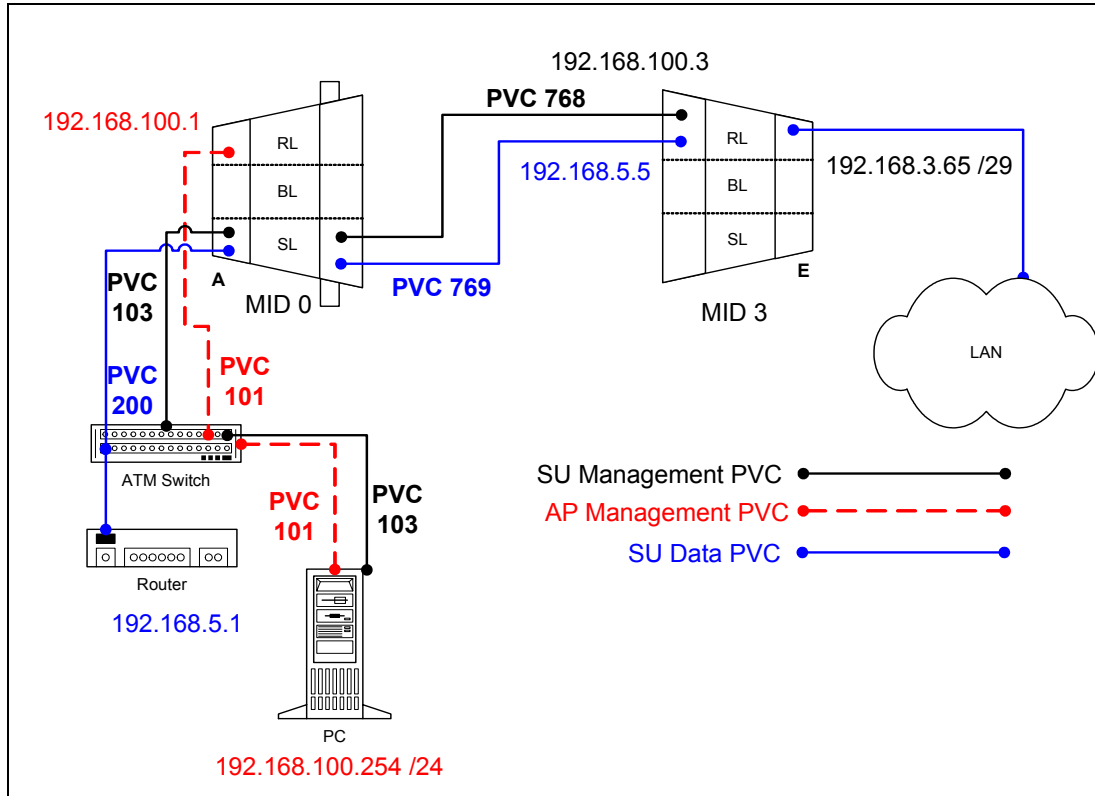 192.168.100.3
PVC 768
192.168.100.1
RL
RL
192.168.5.5
192.168.3.65 /29
BL
BL
SL
SL
PVC 769
A
E
MID 0
MID 3
PVC
103
LAN
PVC
200
PVC
101
ATM Switch
PVC
101
PVC
103
SU Management PVC
AP Management PVC
SU Data PVC
Router
192.168.5.1
PC
192.168.100.254 /24